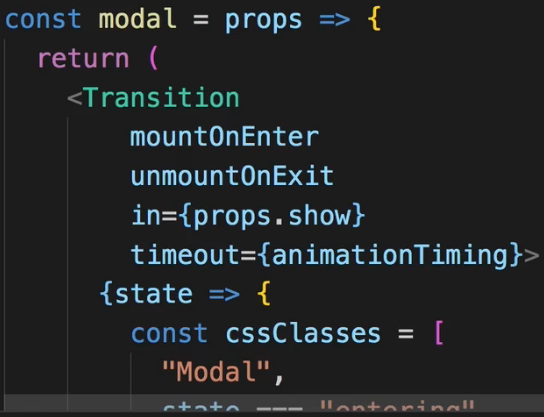 const modal = props => {
return (
<Transition
mountOnEnter
unmountOnExit
in={props.show}
timeout={animationTiming}>
{state => {
const cssClasses = [
"Modal",
state === "entering"